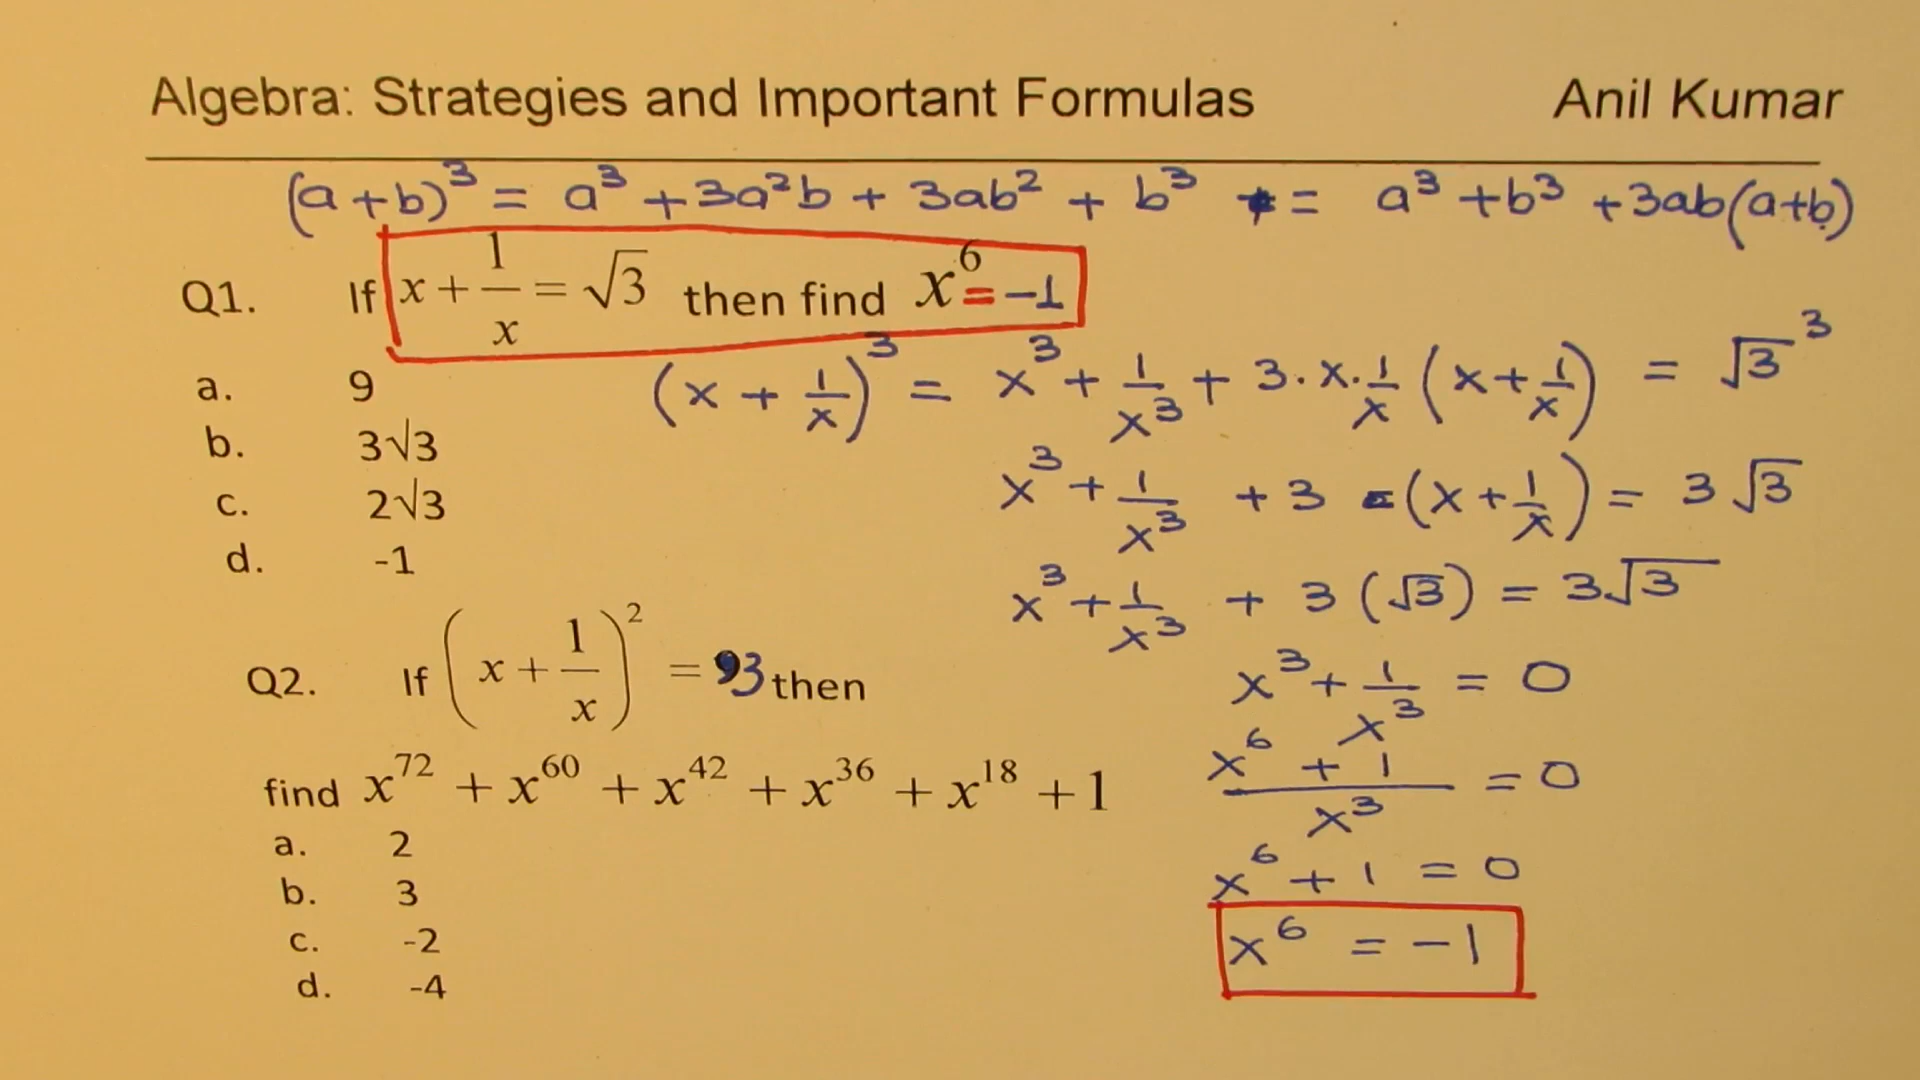 Algebra: Strategies and Important Formulas Anil Kumar
(a+b)³ = a³ + 3a²b + 3ab² + b³ = a³ + b³ + 3ab(a+b)
Q1. If x + 1/x = √3 then find x⁶ = -1
a. 9
b. 3√3
c. 2√3
d. -1
(x + 1/x)³ = x³ + 1/x³ + 3·x·1/x (x + 1/x) = √3³
x³ + 1/x³ + 3 (x + 1/x) = 3√3
x³ + 1/x³ + 3(√3) = 3√3
x³ + 1/x³ = 0
(x⁶ + 1)/x³ = 0
x⁶ + 1 = 0
x⁶ = -1
Q2. If (x + 1/x)² = 3 then
find x⁷² + x⁶⁰ + x⁴² + x³⁶ + x¹⁸ + 1
a. 2
b. 3
c. -2
d. -4